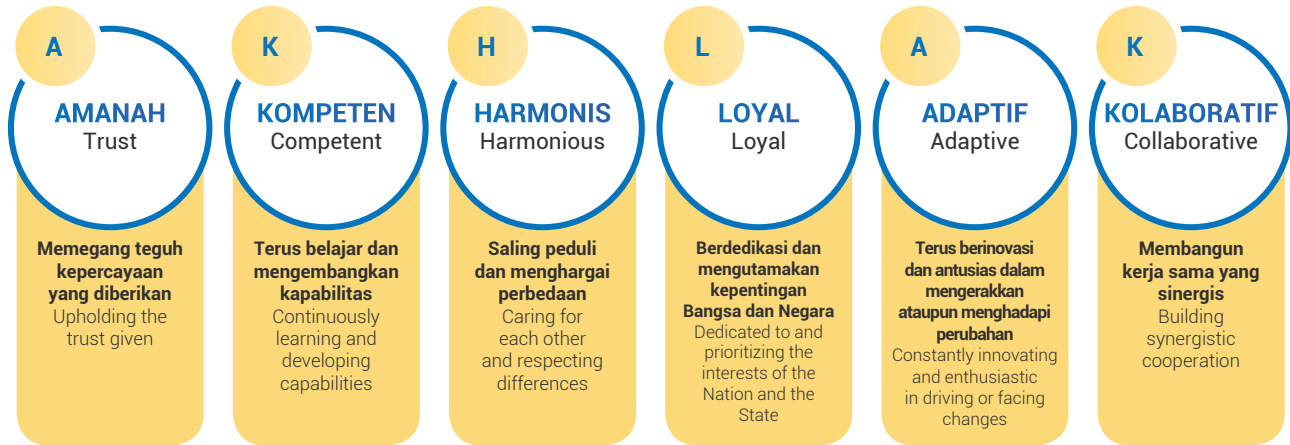 A
AMANAH
Trust
Memegang teguh
kepercayaan
yang diberikan
Upholding the
trust given
K
KOMPETEN
Competent
Terus belajar dan
mengembangkan
kapabilitas
Continuously
learning and
developing
capabilities
H
HARMONIS
Harmonious
Saling peduli
dan menghargai
perbedaan
Caring for
each other
and respecting
differences
L
LOYAL
Loyal
Berdedikasi dan
mengutamakan
kepentingan
Bangsa dan Negara
Dedicated to and
prioritizing the
interests of the
Nation and the
State
A
ADAPTIF
Adaptive
Terus berinovasi
dan antusias dalam
mengerakkan
ataupun menghadapi
perubahan
Constantly innovating
and enthusiastic
in driving or facing
changes
K
KOLABORATIF
Collaborative
Membangun
kerja sama yang
sinergis
Building
synergistic
cooperation